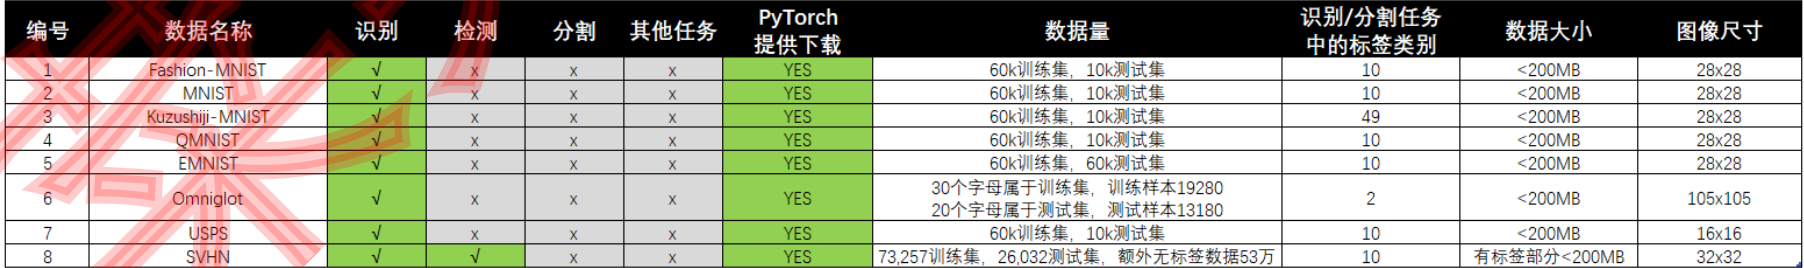 编号 数据名称 识别 检测 分割 其他任务 PyTorch 提供下载 数据量 识别/分割任务 中的标签类别 数据大小 图像尺寸
1 Fashion-MNIST √ x x x YES 60k训练集，10k测试集 10 <200MB 28x28
2 MNIST √ x x x YES 60k训练集，10k测试集 10 <200MB 28x28
3 Kuzushiji-MNIST √ x x x YES 60k训练集，10k测试集 49 <200MB 28x28
4 QMNIST √ x x x YES 60k训练集，10k测试集 10 <200MB 28x28
5 EMNIST √ x x x YES 60k训练集，60k测试集 10 <200MB 28x28
6 Omniglot √ x x x YES 30个字母属于训练集，训练样本19280 20个字母属于测试集，测试样本13180 2 <200MB 105x105
7 USPS √ x x x YES 60k训练集，10k测试集 10 <200MB 16x16
8 SVHN √ √ x x YES 73,257训练集，26,032测试集，额外无标签数据53万 10 有标签部分<200MB 32x32